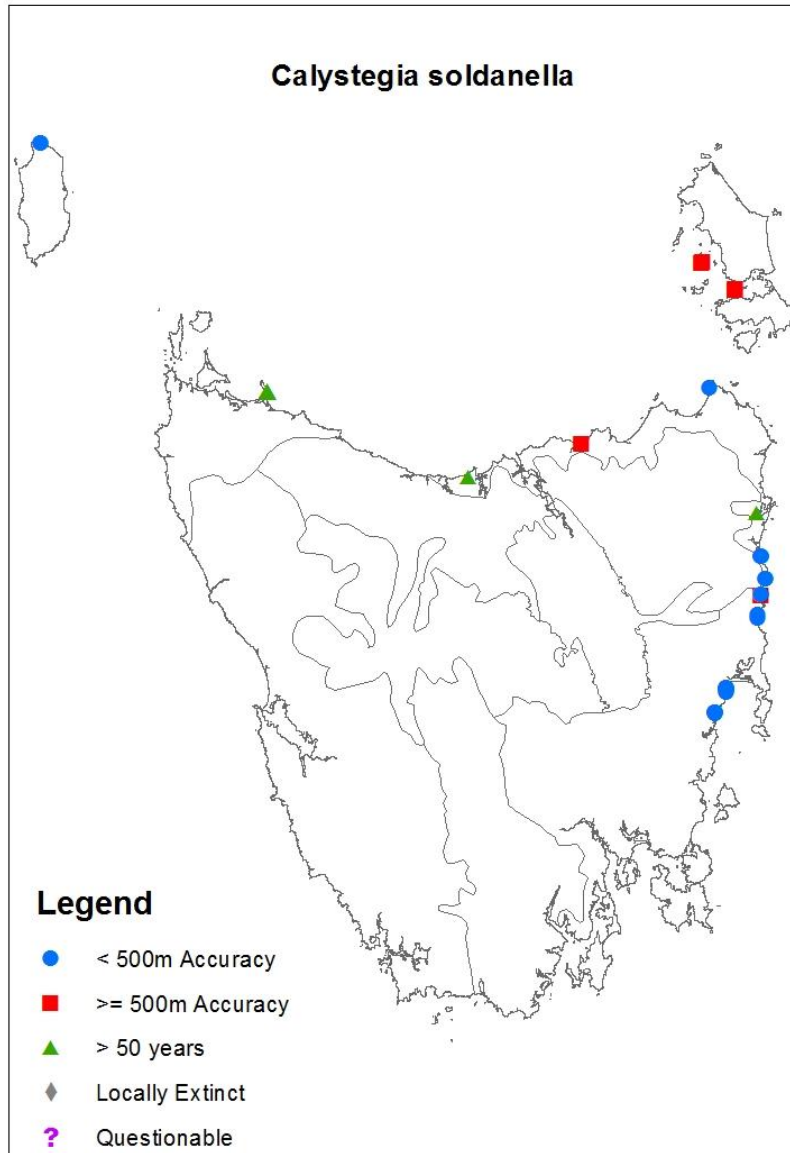 Calystegia soldanella
Legend
< 500m Accuracy
>= 500m Accuracy
> 50 years
Locally Extinct
? Questionable